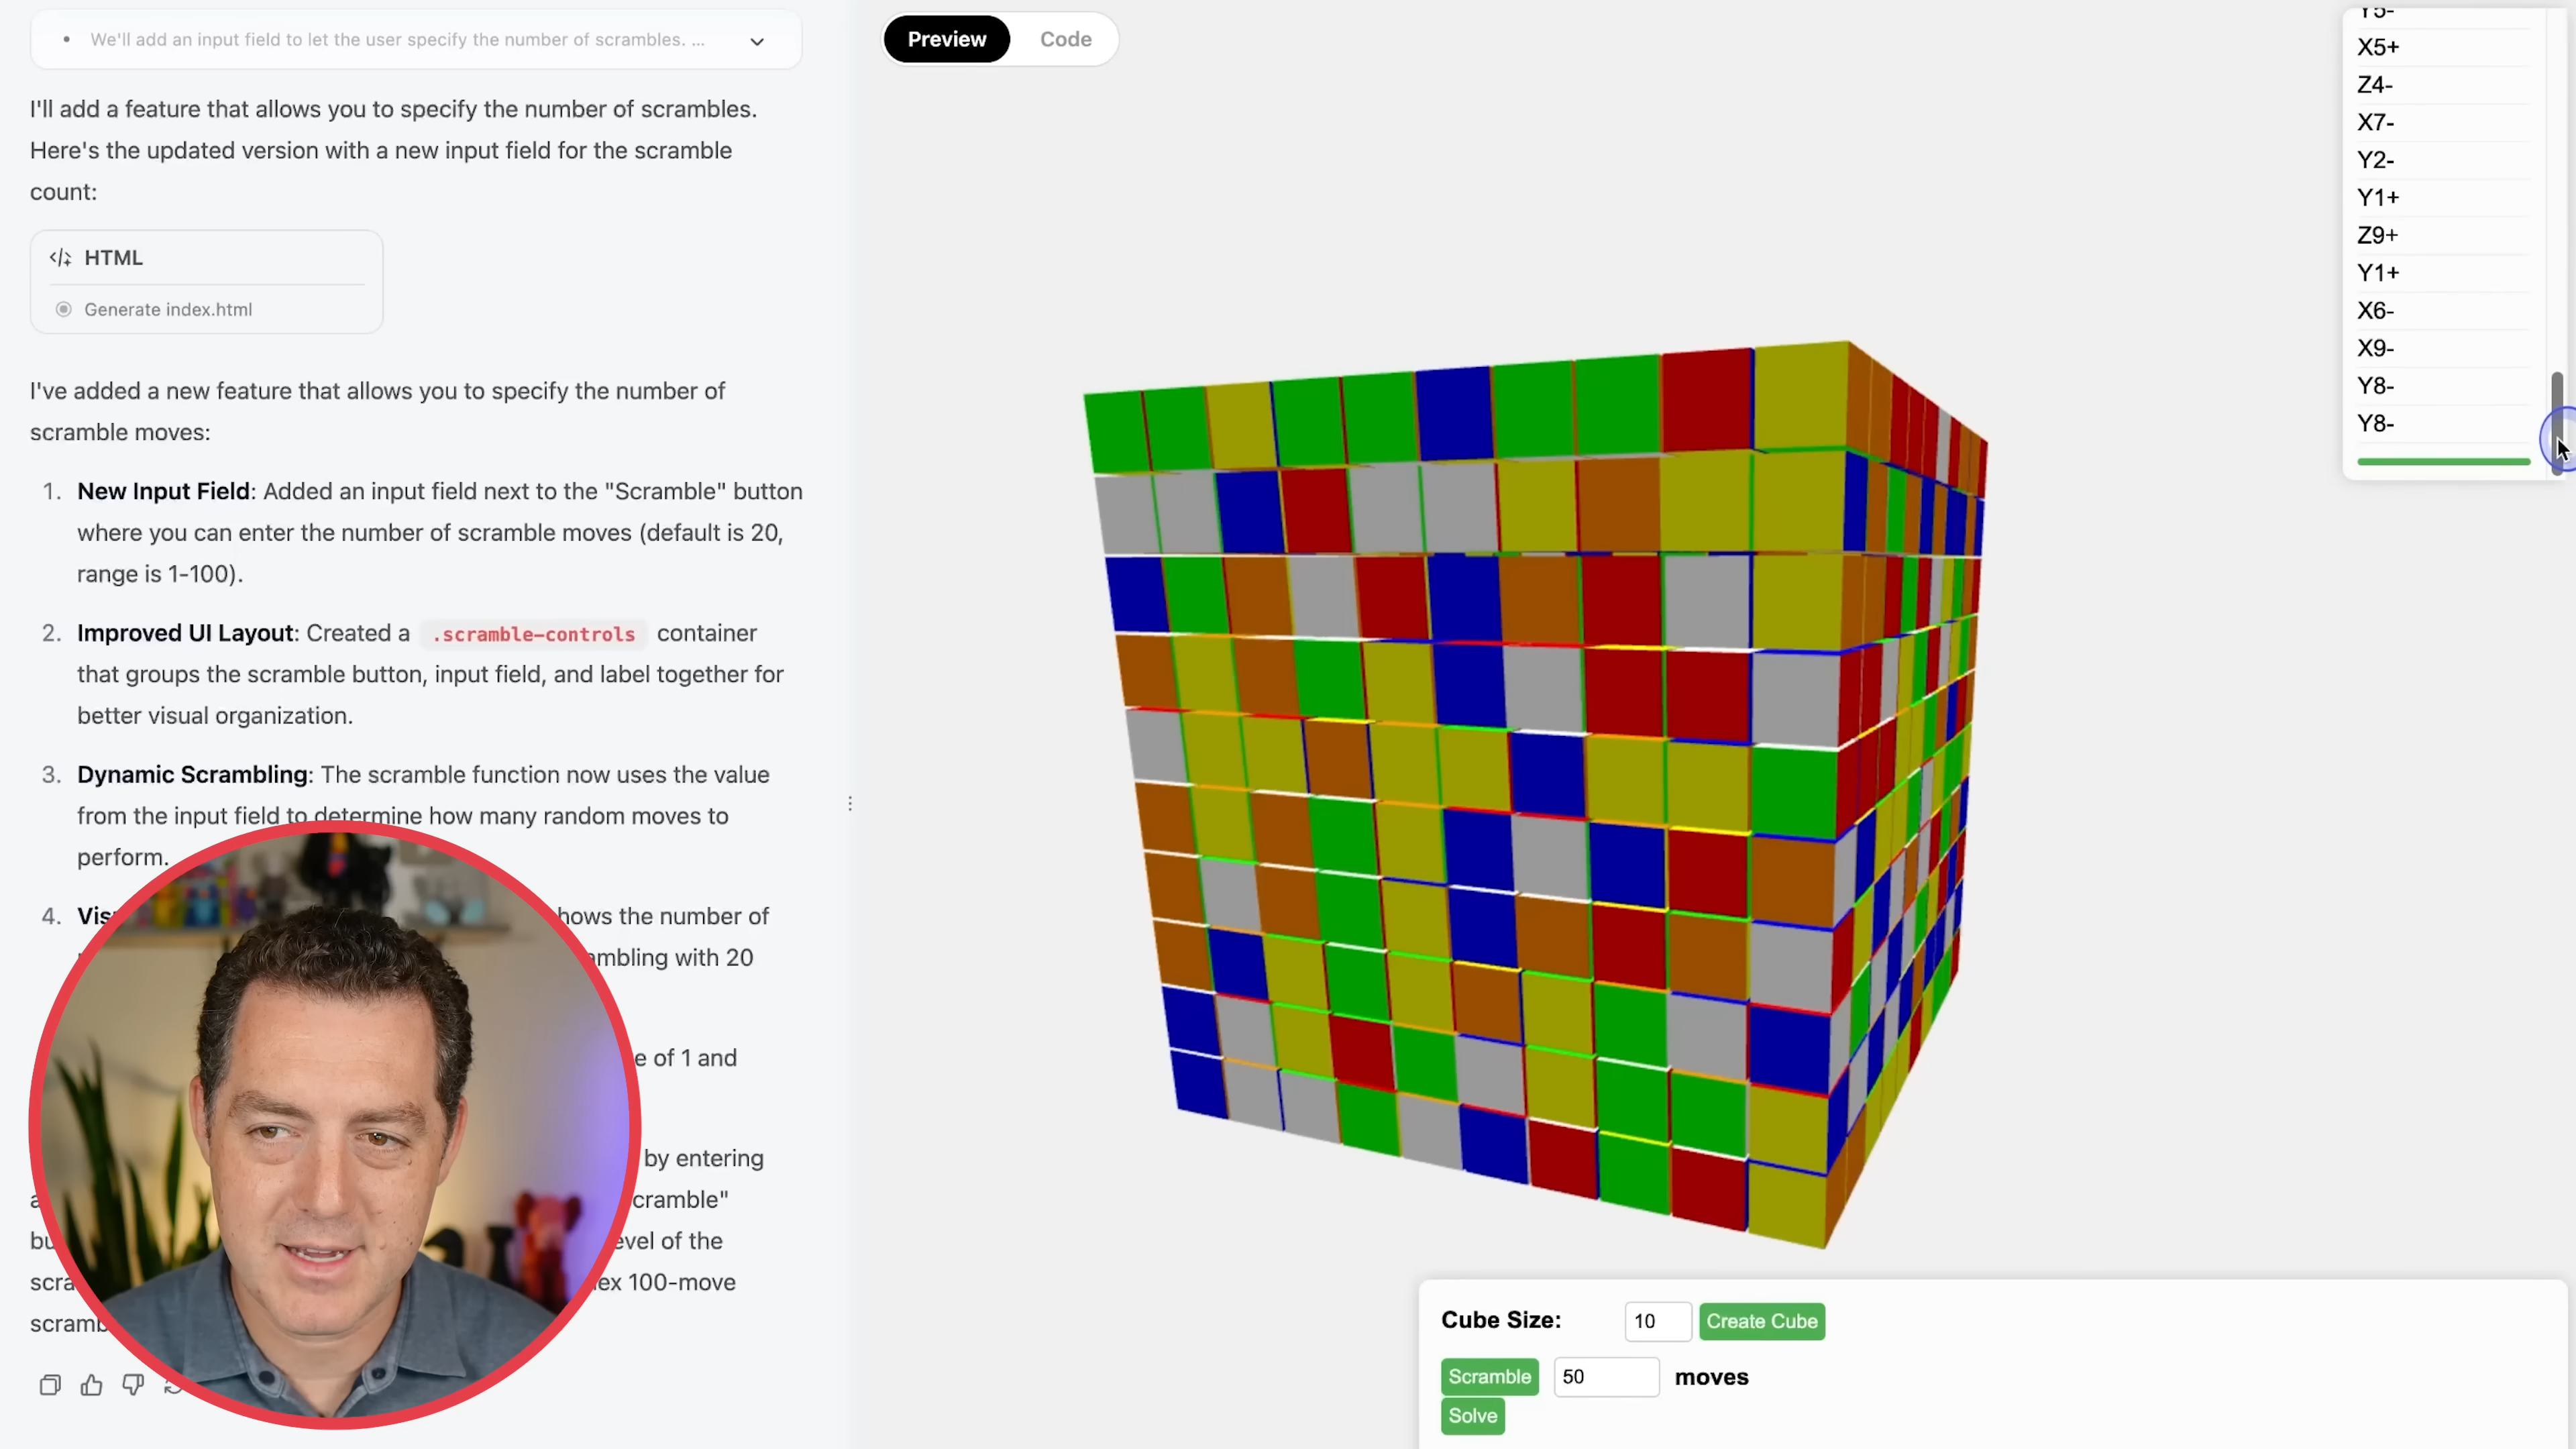 We'll add an input field to let the user specify the number of scrambles. ...
I'll add a feature that allows you to specify the number of scrambles.
Here's the updated version with a new input field for the scramble
count:
HTML
Generate index.html
I've added a new feature that allows you to specify the number of
scramble moves:
1. New Input Field: Added an input field next to the "Scramble" button
where you can enter the number of scramble moves (default is 20,
range is 1-100).
2. Improved UI Layout: Created a .scramble-controls container
that groups the scramble button, input field, and label together for
better visual organization.
3. Dynamic Scrambling: The scramble function now uses the value
from the input field to determine how many random moves to
perform.
4. Vis hows the number of
ambling with 20
e of 1 and
by entering
a cramble"
bu evel of the
scra ex 100-move
scramb
Preview Code
Y5-
X5+
Z4-
X7-
Y2-
Y1+
Z9+
Y1+
X6-
X9-
Y8-
Y8-
Cube Size: 10 Create Cube
Scramble 50 moves
Solve